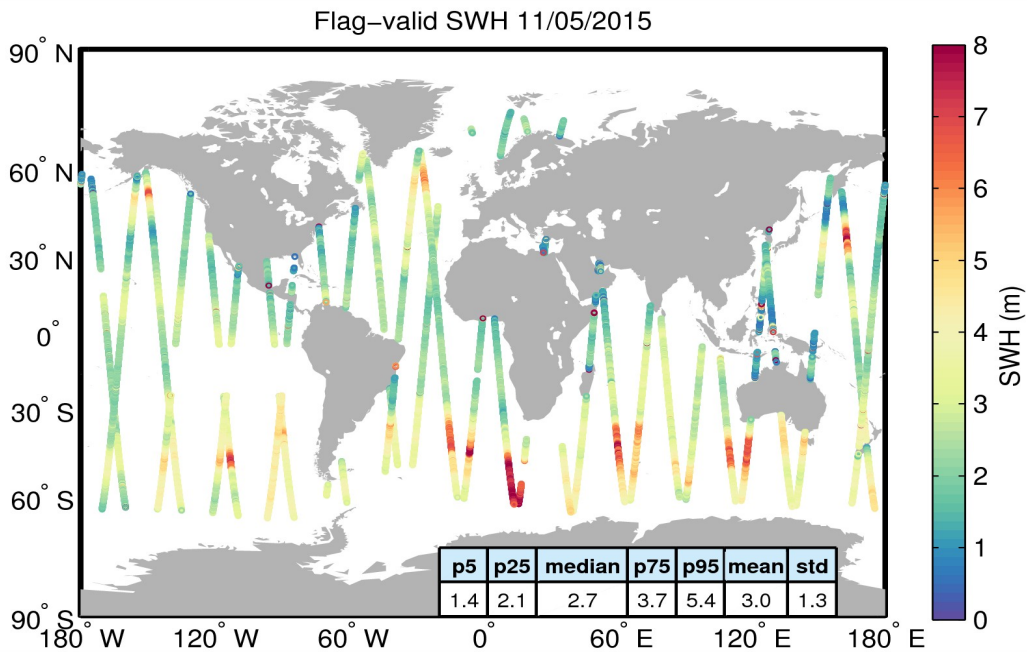 Flag−valid SWH 11/05/2015
90° N
60° N
30° N
0°
30° S
60° S
90° S
180° W
120° W
60° W
0°
60° E
120° E
180° E
p5 p25 median p75 p95 mean std
1.4 2.1 2.7 3.7 5.4 3.0 1.3
8
7
6
5
4
3
2
1
0
SWH (m)